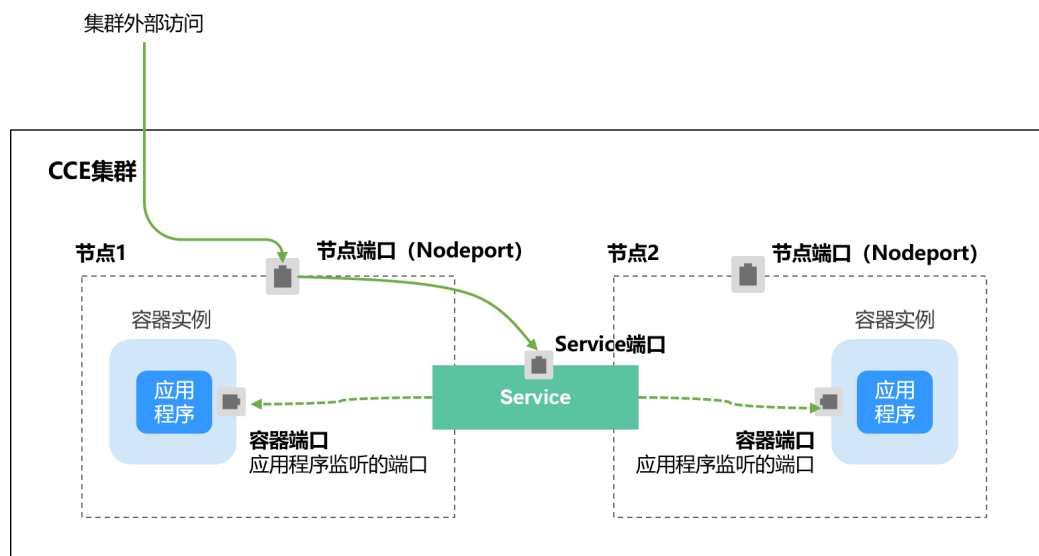 集群外部访问
CCE集群
节点1
节点端口（Nodeport）
节点2
节点端口（Nodeport）
容器实例
容器实例
Service端口
应用
程序
Service
应用
程序
容器端口
应用程序监听的端口
容器端口
应用程序监听的端口